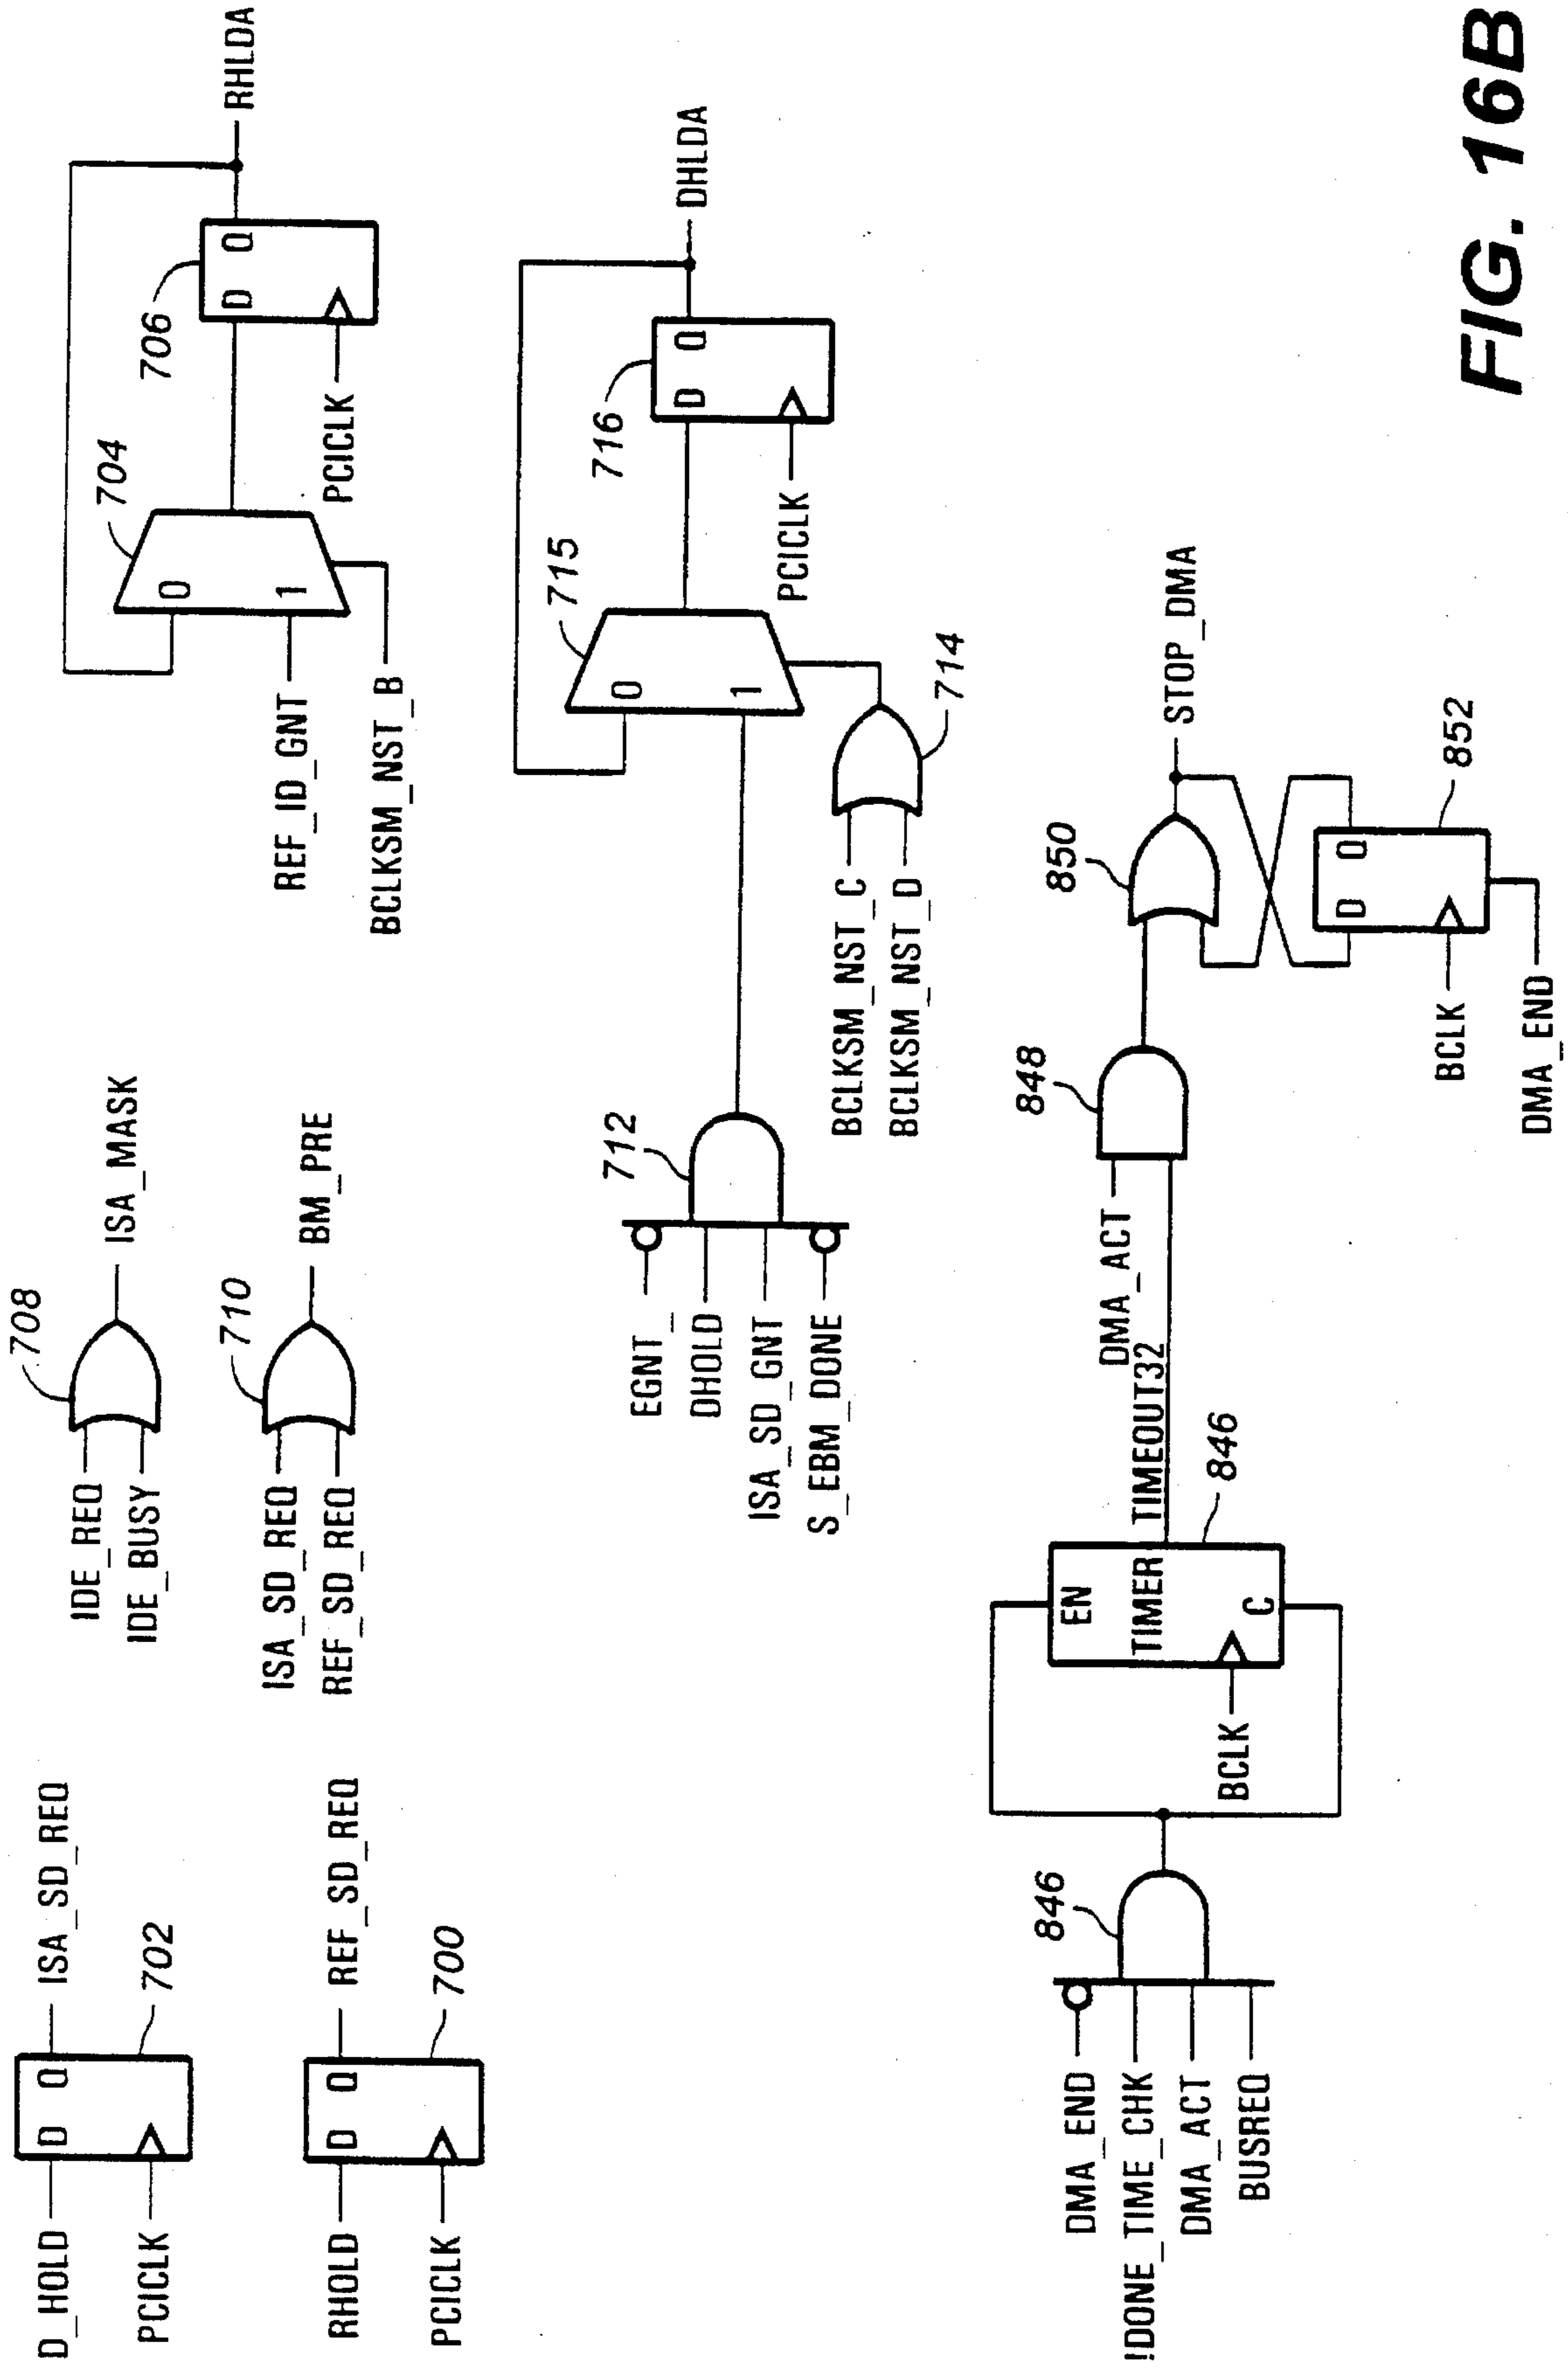 D_HOLD
D Q
ISA_SD_REQ
PCICLK
702
RHOLD
D Q
REF_SD_REQ
PCICLK
700
IDE_REQ
IDE_BUSY
708
ISA_MASK
ISA_SD_REQ
REF_SD_REQ
710
BM_PRE
704
0
1
REF_ID_GNT
BCLKSM_NST_B
706
D Q
PCICLK
RHLDA
EGNT_
DHOLD
ISA_SD_GNT
S_EBM_DONE
712
715
0
1
BCLKSM_NST_C
BCLKSM_NST_D
714
716
D Q
PCICLK
DHLDA
DMA_END
!DONE_TIME_CHK
DMA_ACT
BUSREQ
846
EN
TIMER
C
BCLK
846
TIMEOUT32
DMA_ACT
848
850
STOP_DMA
D Q
BCLK
DMA_END
852
FIG. 16B